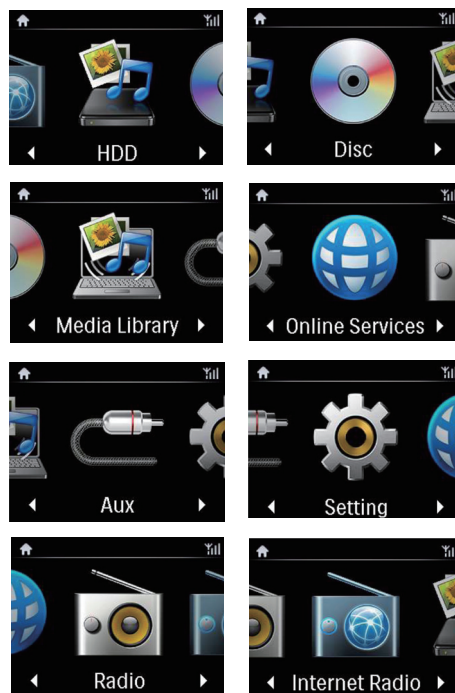 HDD
Disc
Media Library
Online Services
Aux
Setting
Radio
Internet Radio